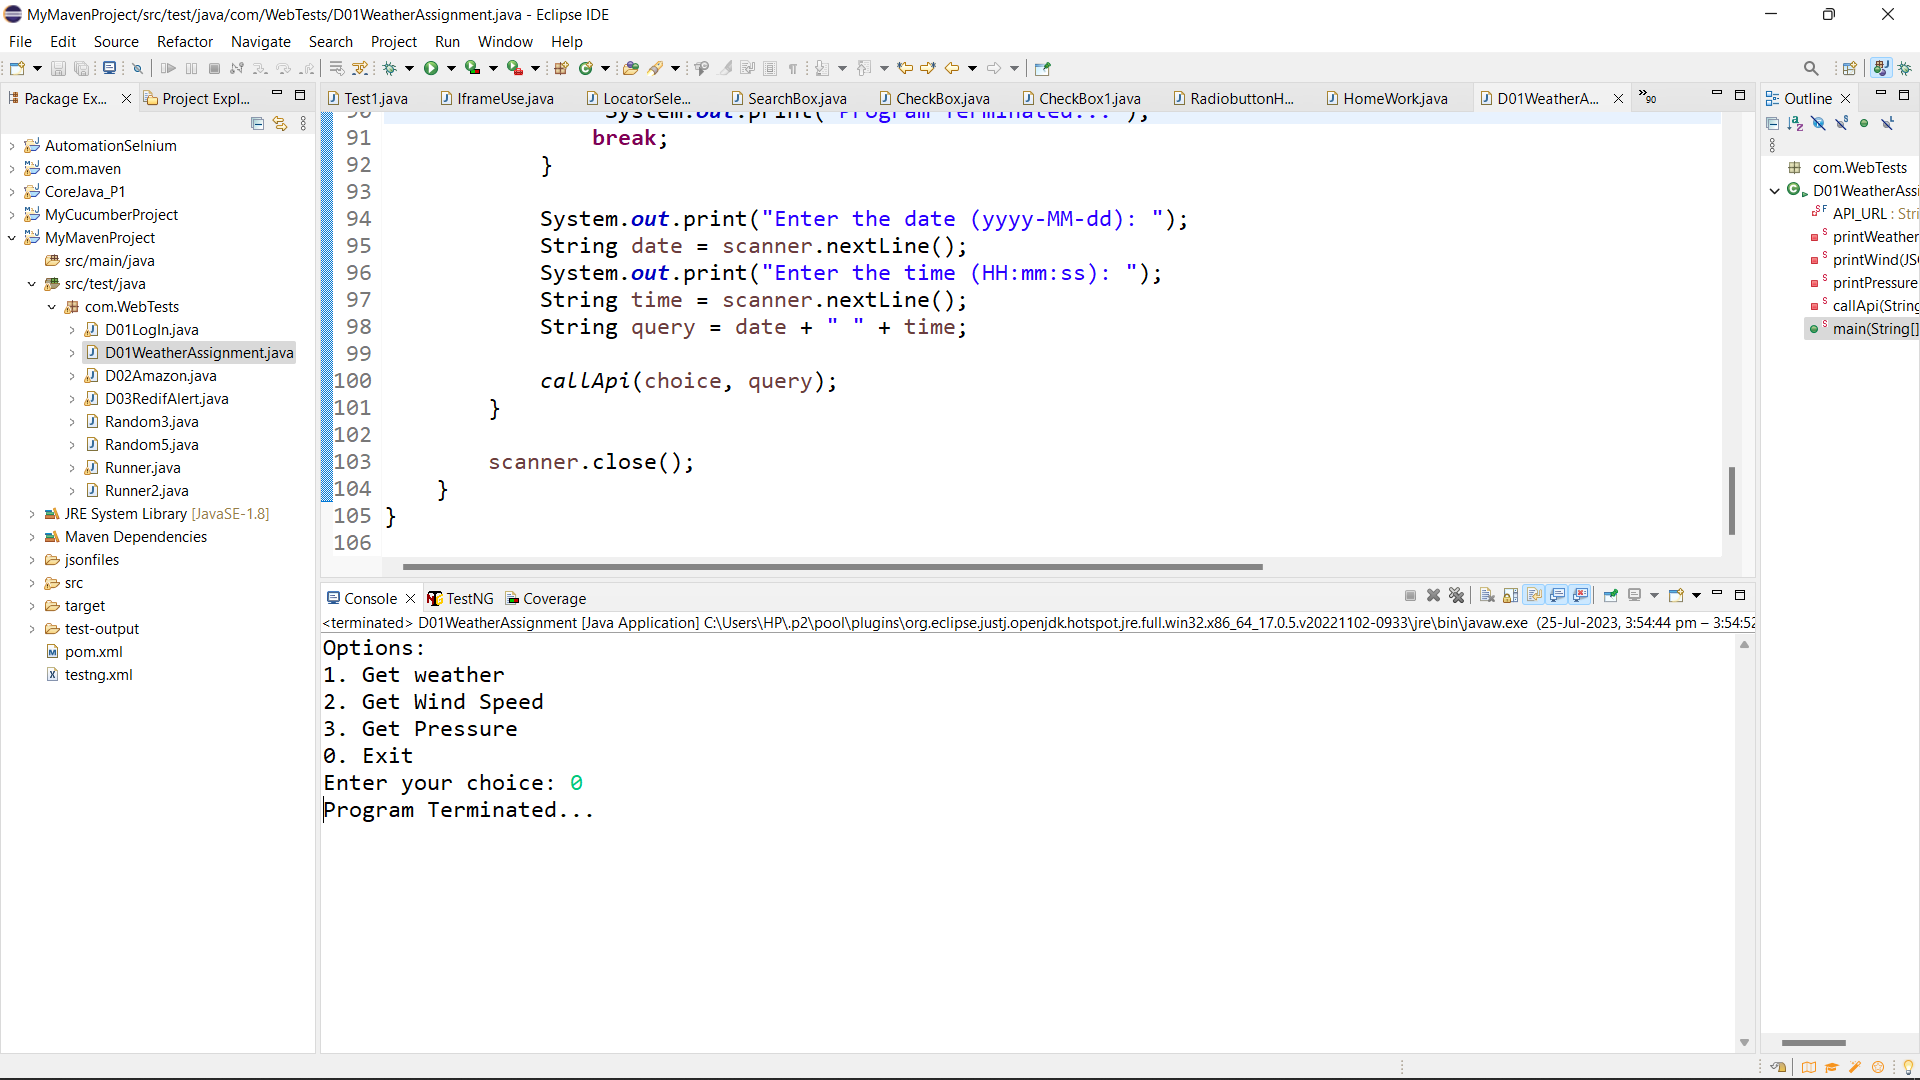 MyMavenProject/src/test/java/com/WebTests/D01WeatherAssignment.java - Eclipse IDE
File Edit Source Refactor Navigate Search Project Run Window Help
Package Ex... Project Expl...
Test1.java IframeUse.java LocatorSele... SearchBox.java CheckBox.java CheckBox1.java RadiobuttonH... HomeWork.java D01WeatherA... »90
Outline
AutomationSelnium
com.maven
CoreJava_P1
MyCucumberProject
MyMavenProject
src/main/java
src/test/java
com.WebTests
D01LogIn.java
D01WeatherAssignment.java
D02Amazon.java
D03RedifAlert.java
Random3.java
Random5.java
Runner.java
Runner2.java
JRE System Library [JavaSE-1.8]
Maven Dependencies
jsonfiles
src
target
test-output
pom.xml
testng.xml
90 System.out.print("Program Terminated...");
91 break;
92 }
93
94 System.out.print("Enter the date (yyyy-MM-dd): ");
95 String date = scanner.nextLine();
96 System.out.print("Enter the time (HH:mm:ss): ");
97 String time = scanner.nextLine();
98 String query = date + " " + time;
99
100 callApi(choice, query);
101 }
102
103 scanner.close();
104 }
105 }
106
com.WebTests
D01WeatherAssi
API_URL : Stri
printWeather
printWind(JS
printPressure
callApi(String
main(String[]
Console TestNG Coverage
<terminated> D01WeatherAssignment [Java Application] C:\Users\HP\.p2\pool\plugins\org.eclipse.justj.openjdk.hotspot.jre.full.win32.x86_64_17.0.5.v20221102-0933\jre\bin\javaw.exe (25-Jul-2023, 3:54:44 pm – 3:54:52
Options:
1. Get weather
2. Get Wind Speed
3. Get Pressure
0. Exit
Enter your choice: 0
Program Terminated...